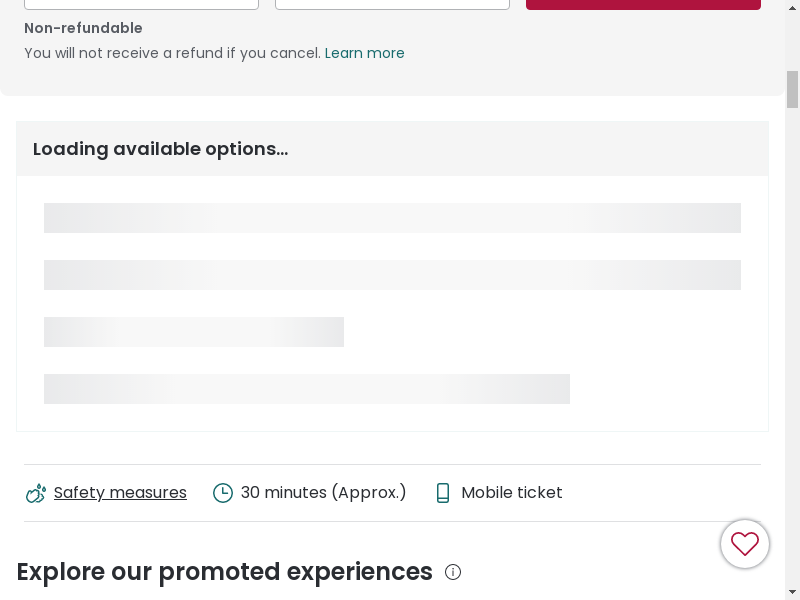 Non-refundable
You will not receive a refund if you cancel. Learn more
Loading available options...
Safety measures
30 minutes (Approx.)
Mobile ticket
Explore our promoted experiences